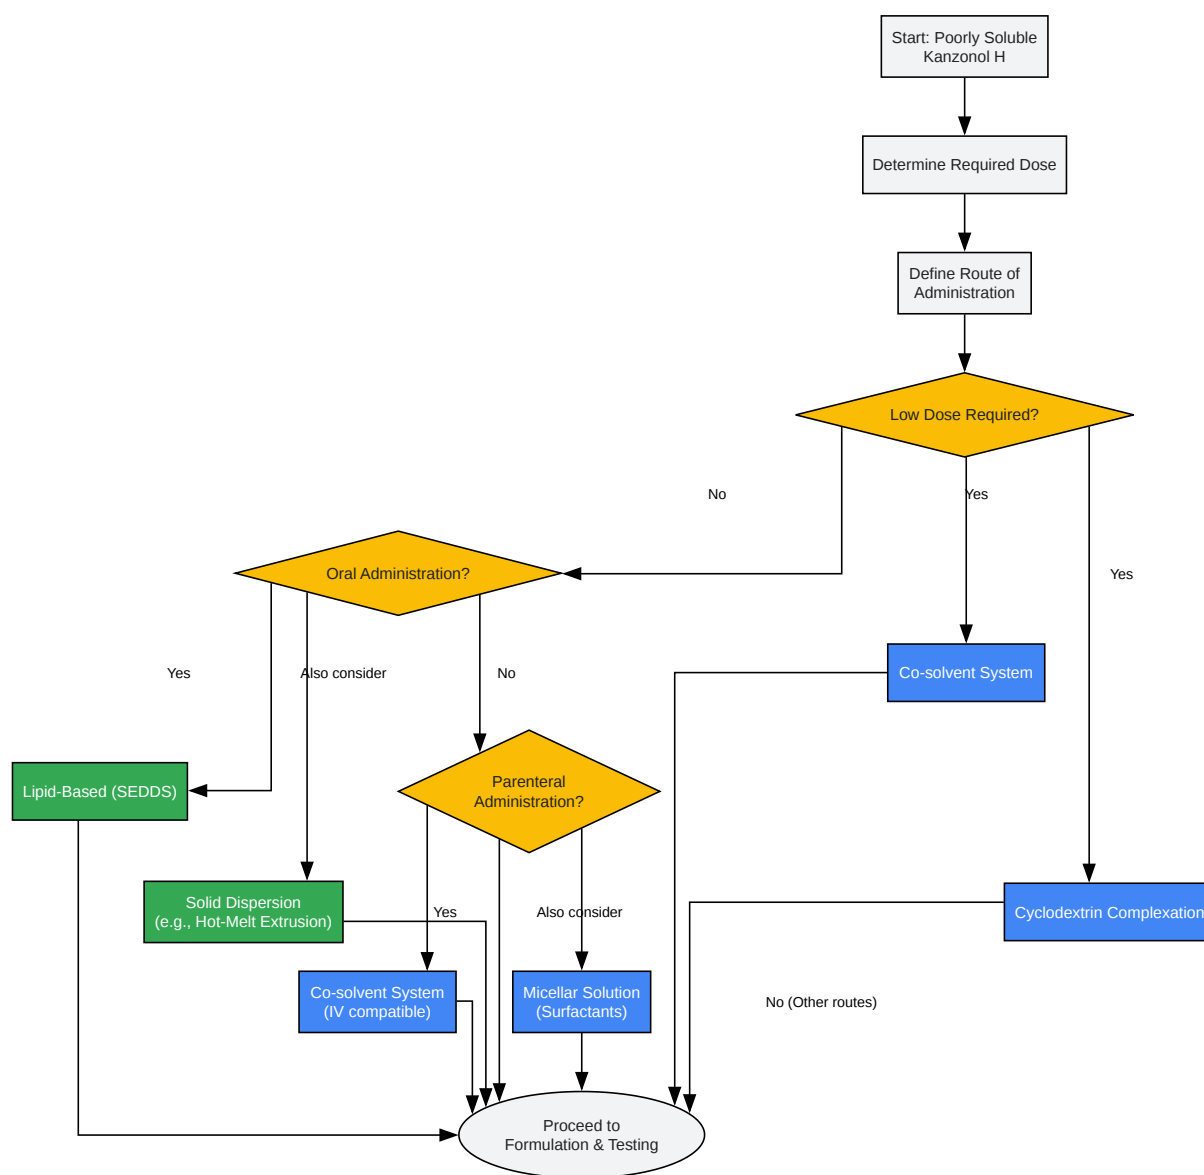 Start: Poorly Soluble
Kanzonol H
Determine Required Dose
Define Route of
Administration
Low Dose Required?
No
Yes
Oral Administration?
Yes
Yes
Also consider
No
Co-solvent System
Parenteral
Administration?
Lipid-Based (SEDDS)
Solid Dispersion
(e.g., Hot-Melt Extrusion)
Yes
Also consider
Cyclodextrin Complexation
Co-solvent System
(IV compatible)
Micellar Solution
(Surfactants)
No (Other routes)
Proceed to
Formulation & Testing